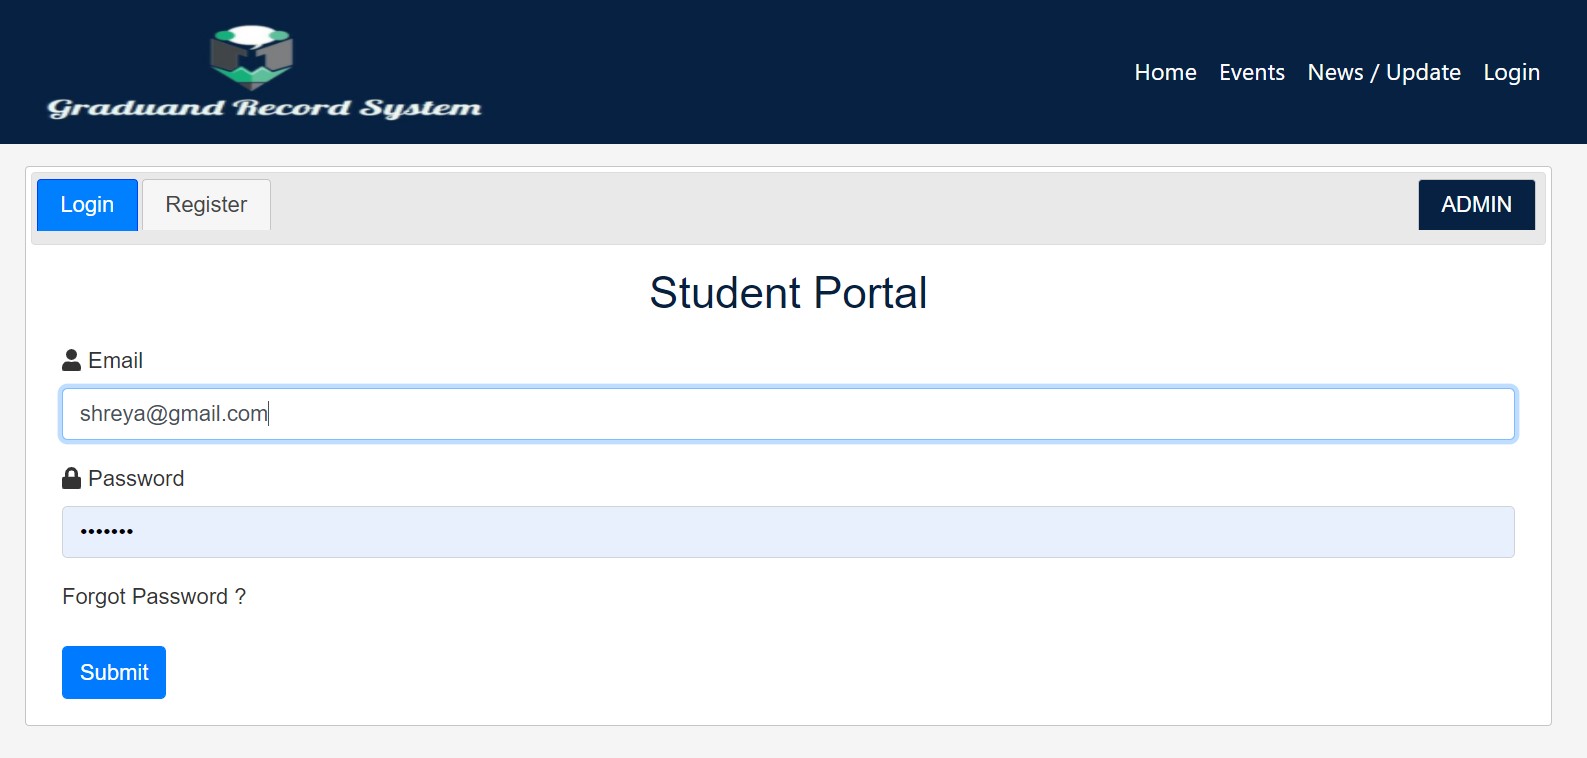 Graduand Record System
Home Events News / Update Login
Login Register ADMIN
Student Portal
Email
shreya@gmail.com
Password
•••••••
Forgot Password ?
Submit